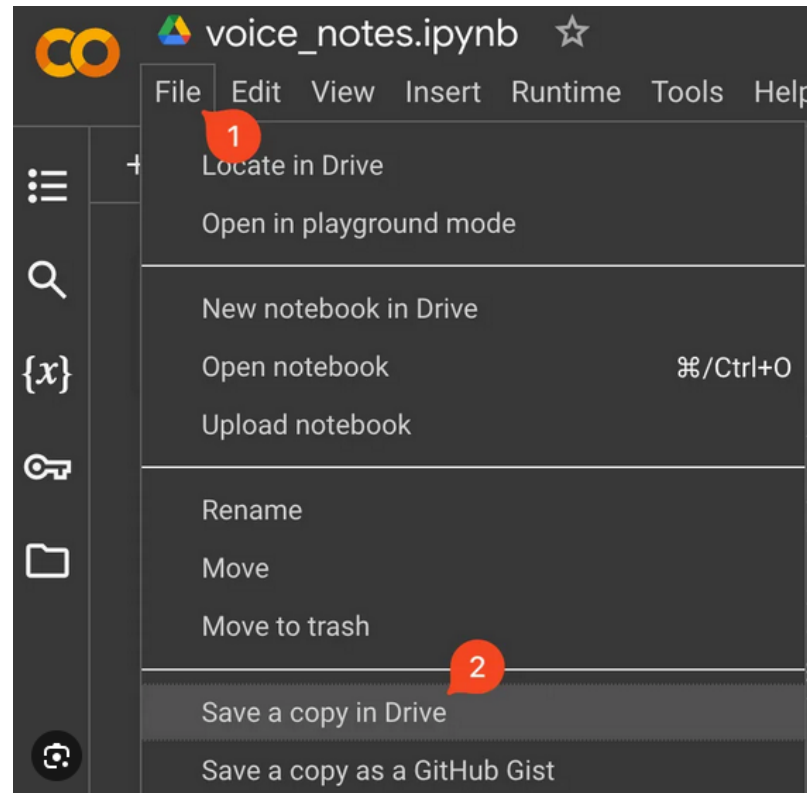 voice_notes.ipynb
File Edit View Insert Runtime Tools Help
1
Locate in Drive
Open in playground mode
New notebook in Drive
Open notebook ⌘/Ctrl+O
Upload notebook
Rename
Move
Move to trash
2
Save a copy in Drive
Save a copy as a GitHub Gist
{x}